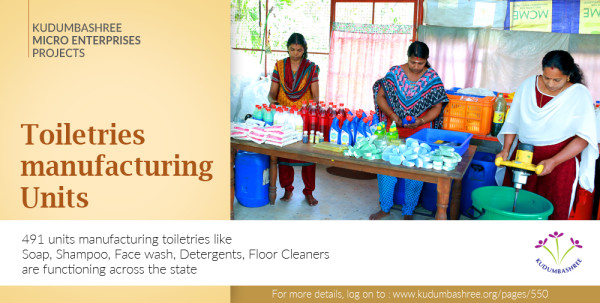 KUDUMBASHREE
MICRO ENTERPRISES
PROJECTS
Toiletries
manufacturing
Units
MCMB
491 units manufacturing toiletries like
Soap, Shampoo, Face wash, Detergents, Floor Cleaners
are functioning across the state
KUDUMBASHREE
For more details, log on to : www.kudumbashree.org/pages/550